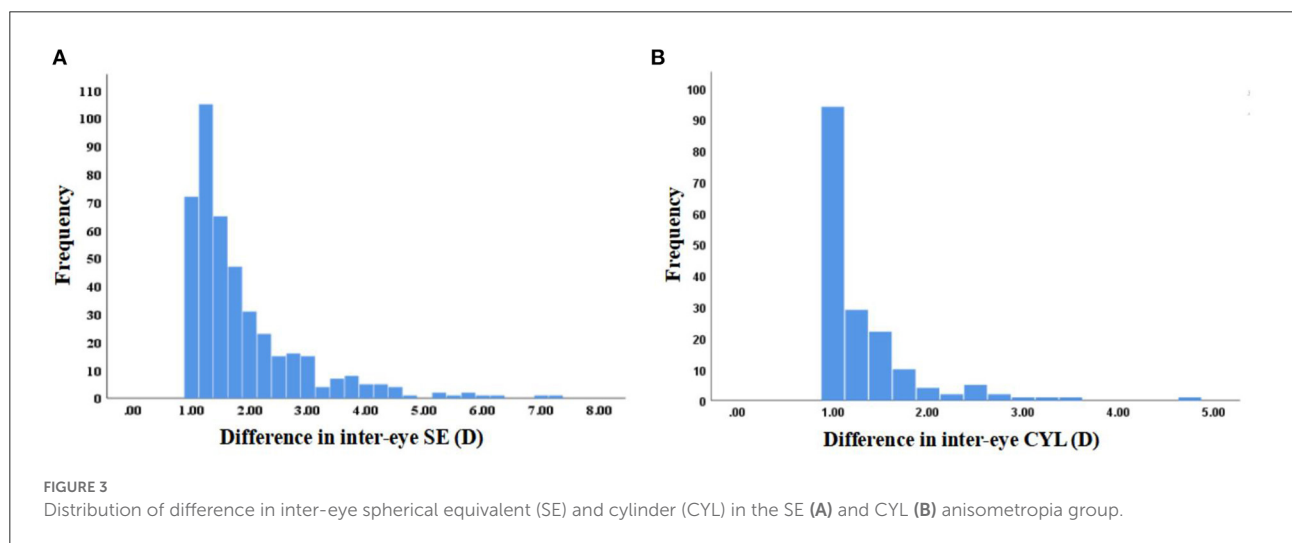 A
110
100
90
80
70
60
50
40
30
20
10
0
Frequency
.00 1.00 2.00 3.00 4.00 5.00 6.00 7.00 8.00
Difference in inter-eye SE (D)
B
100
90
80
70
60
50
40
30
20
10
0
Frequency
.00 1.00 2.00 3.00 4.00 5.00
Difference in inter-eye CYL (D)
FIGURE 3
Distribution of difference in inter-eye spherical equivalent (SE) and cylinder (CYL) in the SE (A) and CYL (B) anisometropia group.